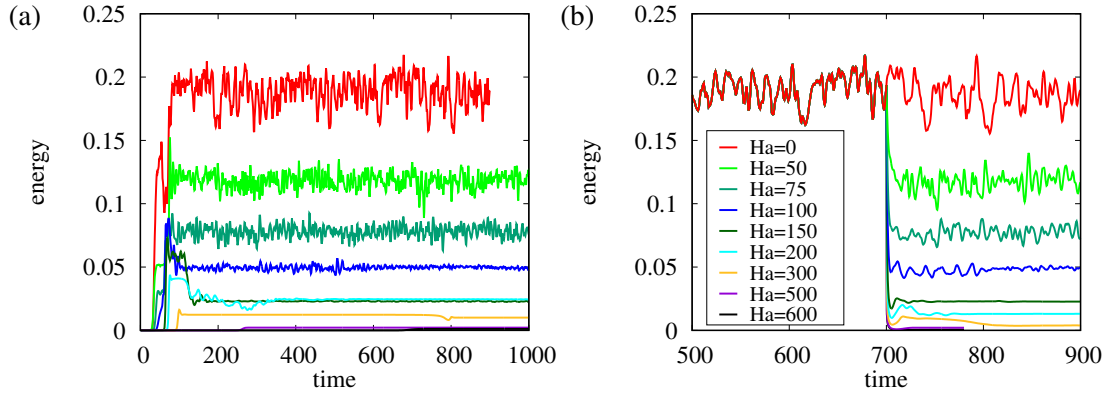 (a)
0.25
0.2
0.15
0.1
0.05
0
energy
0 200 400 600 800 1000
time
(b)
0.25
0.2
0.15
0.1
0.05
0
energy
Ha=0
Ha=50
Ha=75
Ha=100
Ha=150
Ha=200
Ha=300
Ha=500
Ha=600
500 600 700 800 900
time